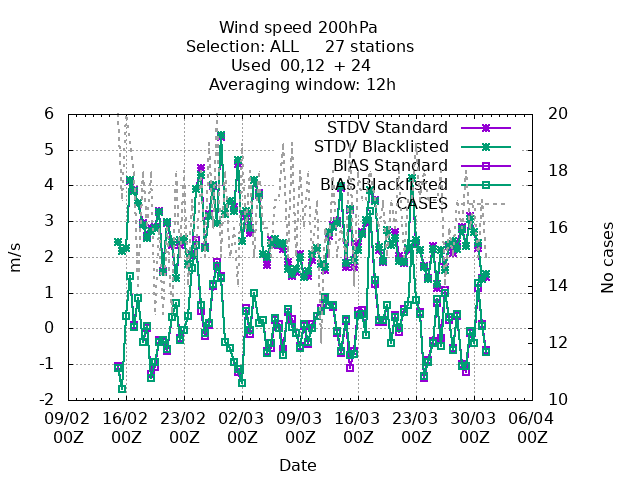 Wind speed 200hPa
Selection: ALL 27 stations
Used 00,12 + 24
Averaging window: 12h
STDV Standard
STDV Blacklisted
BIAS Standard
BIAS Blacklisted
CASES
6
5
4
3
2
1
0
-1
-2
m/s
20
18
16
14
12
10
No cases
09/02 16/02 23/02 02/03 09/03 16/03 23/03 30/03 06/04
00Z 00Z 00Z 00Z 00Z 00Z 00Z 00Z 00Z
Date